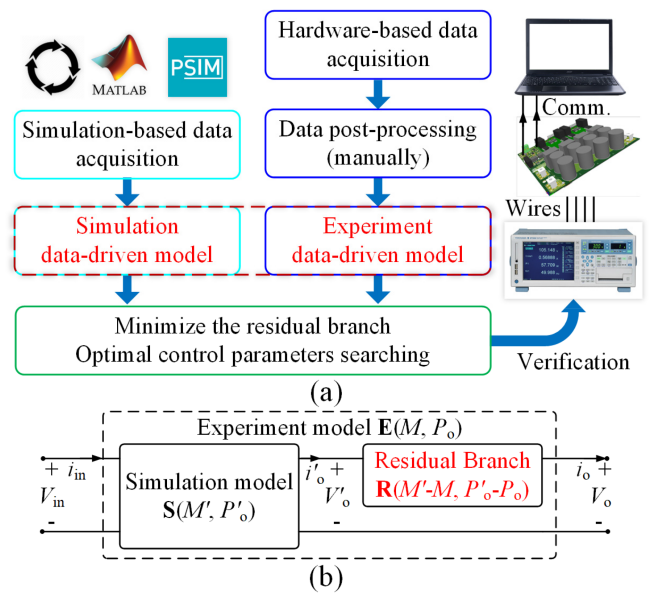 MATLAB
PSIM
Hardware-based data
acquisition
Comm.
Simulation-based data
acquisition
Data post-processing
(manually)
Wires
Simulation
data-driven model
Experiment
data-driven model
Minimize the residual branch
Optimal control parameters searching
Verification
(a)
Experiment model E(M, Pₒ)
+ iᵢₙ
Vᵢₙ
-
Simulation model
S(M', P'ₒ)
i'ₒ +
V'ₒ
-
Residual Branch
R(M'-M, P'ₒ-Pₒ)
iₒ +
Vₒ
-
(b)